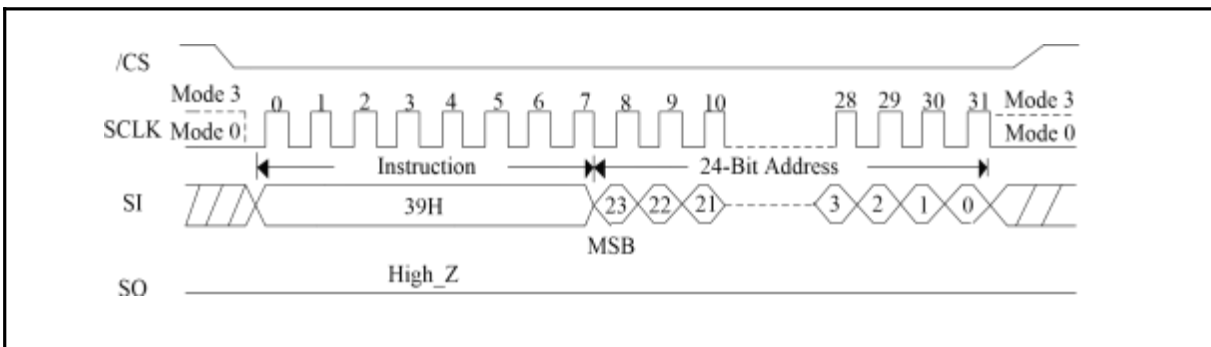 /CS
Mode 3 0 1 2 3 4 5 6 7 8 9 10 28 29 30 31 Mode 3
SCLK Mode 0 Mode 0
Instruction 24-Bit Address
SI 39H 23 22 21 3 2 1 0
MSB
High_Z
SO